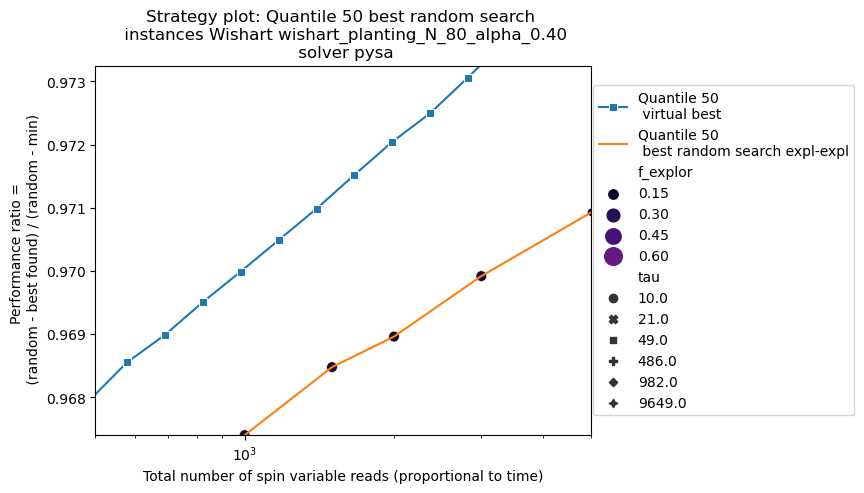 Strategy plot: Quantile 50 best random search
instances Wishart wishart_planting_N_80_alpha_0.40
solver pysa
Performance ratio =
(random - best found) / (random - min)
0.973
0.972
0.971
0.970
0.969
0.968
10³
Total number of spin variable reads (proportional to time)
Quantile 50
virtual best
Quantile 50
best random search expl-expl
f_explor
0.15
0.30
0.45
0.60
tau
10.0
21.0
49.0
486.0
982.0
9649.0